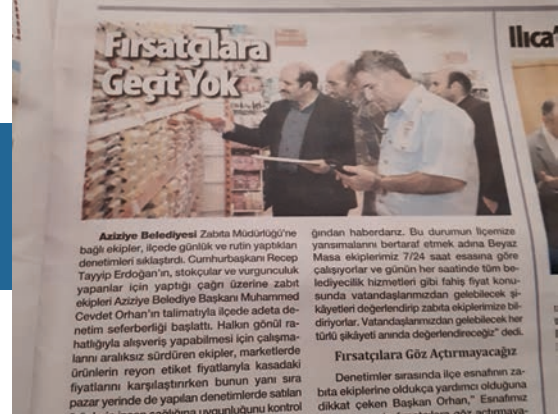 Fırsatçılara
Geçit Yok
Ilıca'
Aziziye Belediyesi Zabıta Müdürlüğü'ne
bağlı ekipler, ilçede günlük ve rutin yaptıkları
denetimleri sıklaştırdı. Cumhurbaşkanı Recep
Tayyip Erdoğan'ın, stokçular ve vurgunculuk
yapanlar için yaptığı çağrı üzerine zabıt
ekipleri Aziziye Belediye Başkanı Muhammed
Cevdet Orhan'ın talimatıyla ilçede adeta de-
netim seferberliği başlattı. Halkın gönül ra-
hatlığıyla alışveriş yapabilmesi için çalışma-
larını aralıksız sürdüren ekipler, marketlerde
ürünlerin reyon etiket fiyatlarıyla kasadaki
fiyatlarını karşılaştırırken bunun yanı sıra
pazar yerinde de yapılan denetimlerde satılan
sağlığına uygunluğunu kontrol
ğından haberdarız. Bu durumun İlçemize
yansımalarını bertaraf etmek adına Beyaz
Masa ekiplerimiz 7/24 saat esasına göre
çalışıyorlar ve günün her saatinde tüm be-
lediyecilik hizmetleri gibi fahiş fiyat konu-
sunda vatandaşlarımızdan gelebilecek şi-
kâyetleri değerlendirip zabıta ekiplerimize bil-
diriyorlar. Vatandaşlarımızdan gelebilecek her
türlü şikâyeti anında değerlendireceğiz" dedi.
Fırsatçılara Göz Açtırmayacağız
Denetimler sırasında ilçe esnafının za-
bıta ekiplerine oldukça yardımcı olduğuna
dikkat çeken Başkan Orhan," Esnafımız
göz açtırmaya-